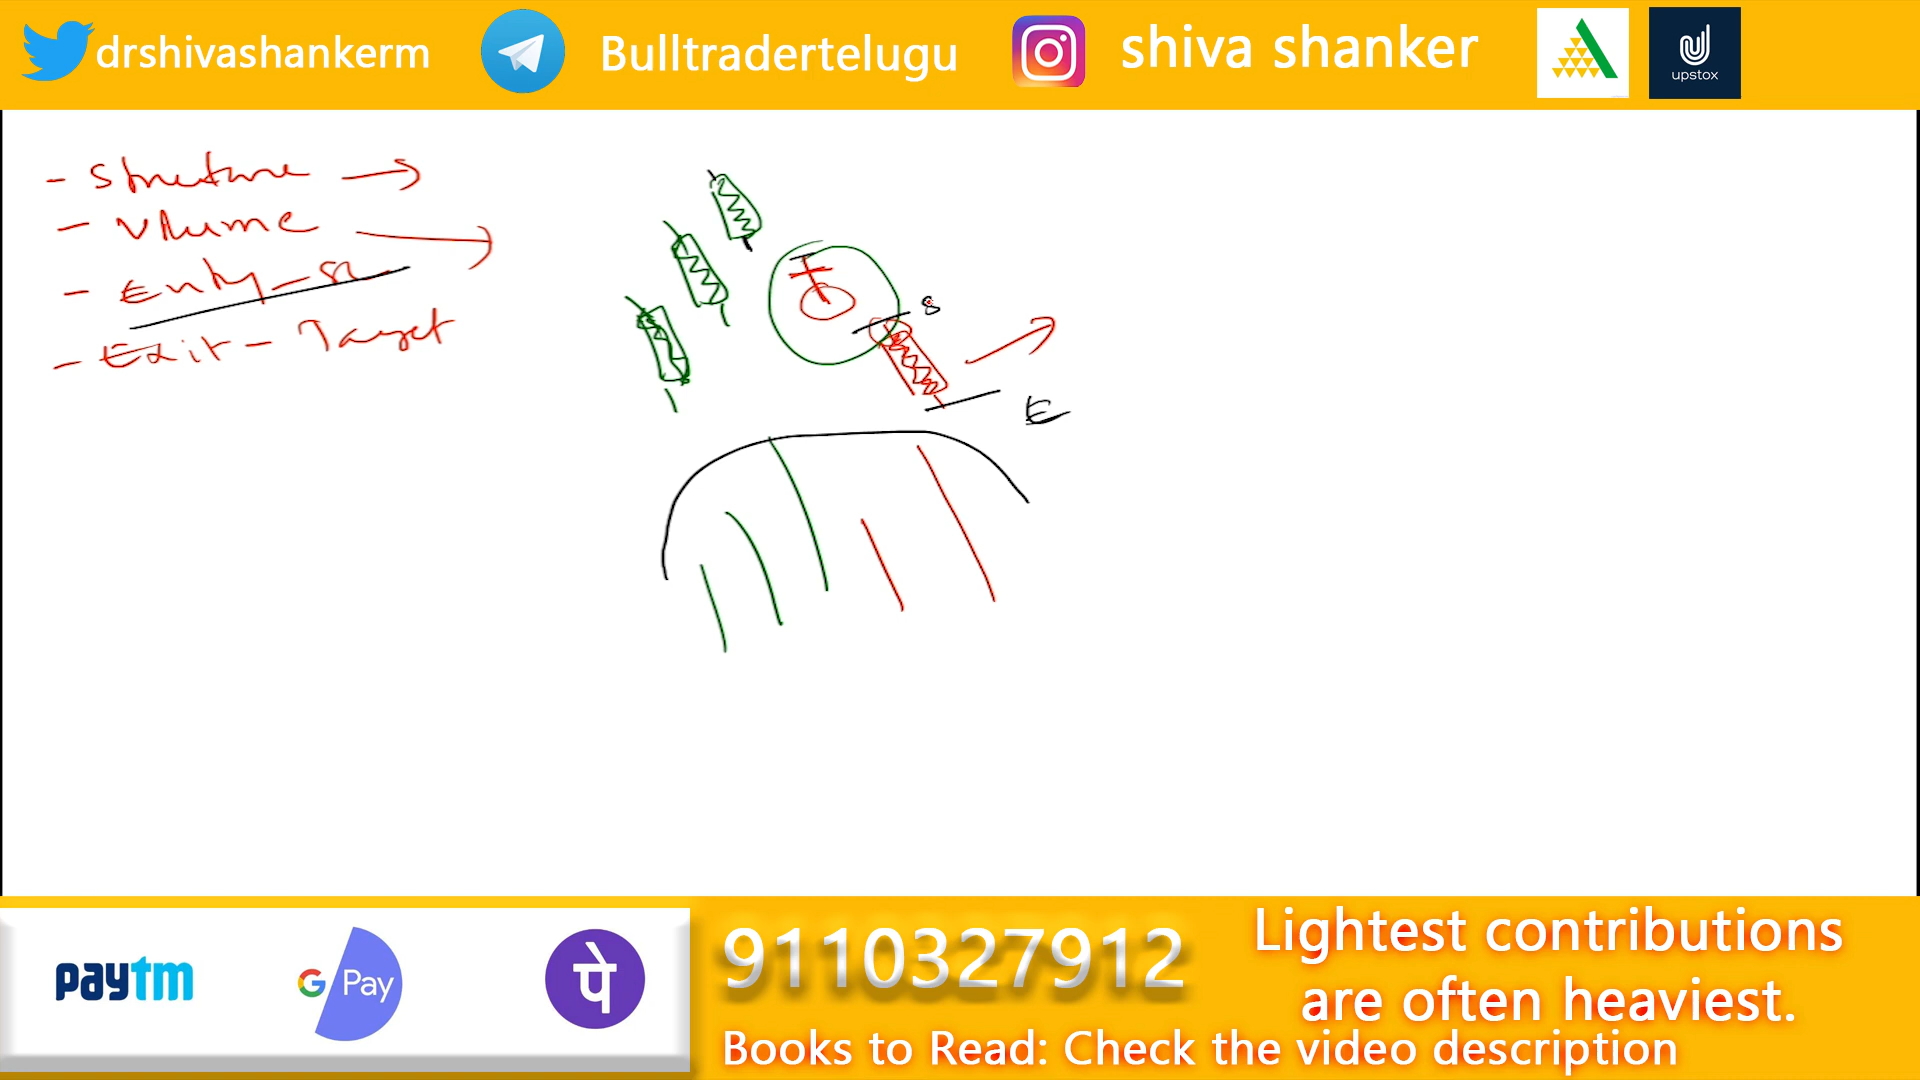 drshivashankerm
Bulltradertelugu
shiva shanker
upstox
- Structure →
- Volume →
- Entry - SL
- Exit - Target
S
E
paytm
G Pay
पे
9110327912
Lightest contributions
are often heaviest.
Books to Read: Check the video description